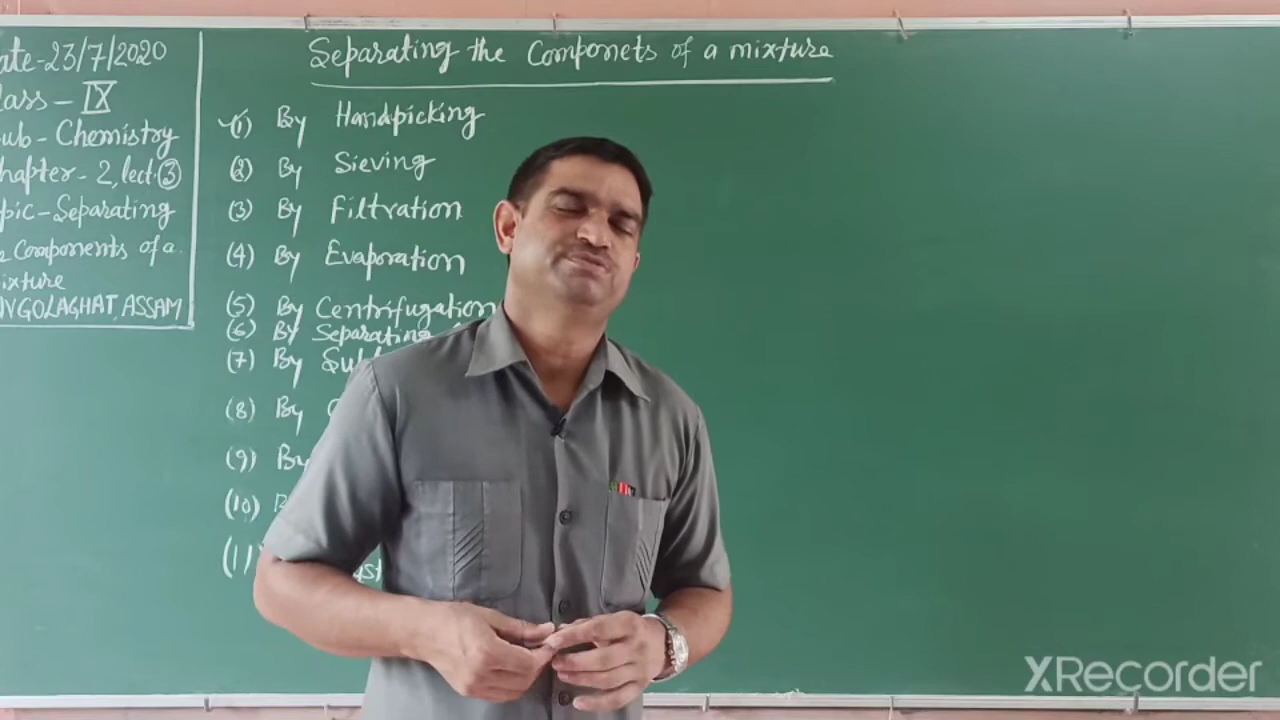 ate-23/7/2020
lass - IX
ub - Chemistry
hapter - 2, lect. ③
pic - Separating
Components of a
ixture
NVGOLAGHAT, ASSAM
Separating the Componets of a mixture
(1) By Handpicking
(2) By Sieving
(3) By Filtration
(4) By Evaporation
(5) By Centrifugation
(6) By Separating
(7) By
(8) By
(9) By
(10)
(11)
XRecorder